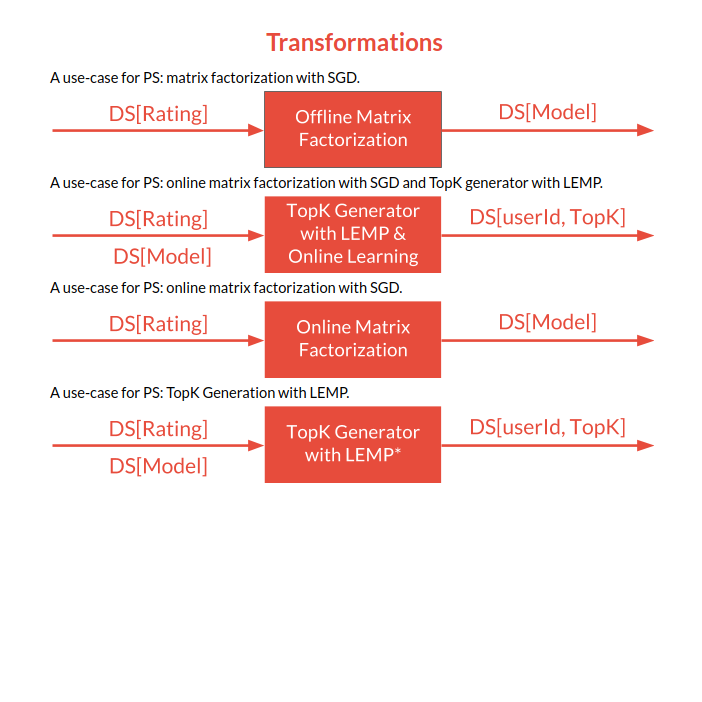 Transformations
A use-case for PS: matrix factorization with SGD.
DS[Rating]
Offline Matrix
Factorization
DS[Model]
A use-case for PS: online matrix factorization with SGD and TopK generator with LEMP.
DS[Rating]
DS[Model]
TopK Generator
with LEMP &
Online Learning
DS[userId, TopK]
A use-case for PS: online matrix factorization with SGD.
DS[Rating]
Online Matrix
Factorization
DS[Model]
A use-case for PS: TopK Generation with LEMP.
DS[Rating]
DS[Model]
TopK Generator
with LEMP*
DS[userId, TopK]